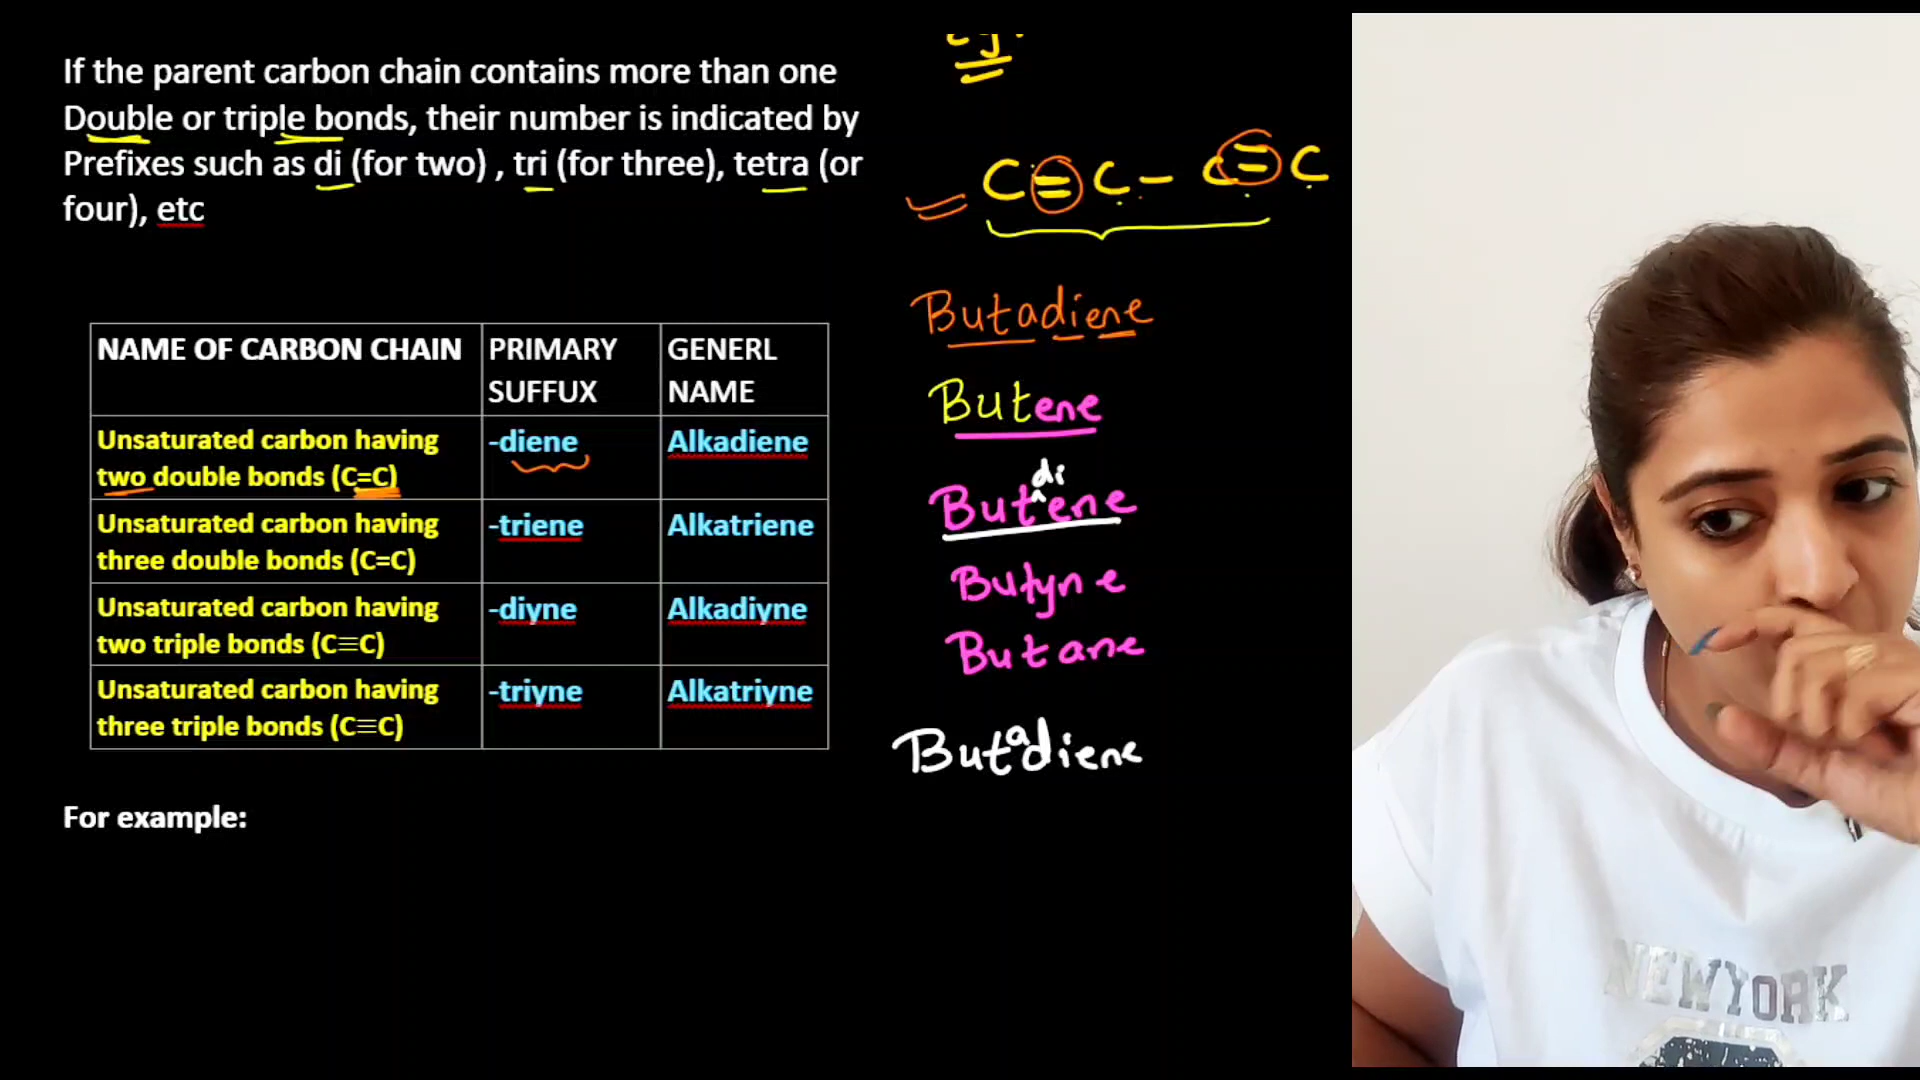 If the parent carbon chain contains more than one
Double or triple bonds, their number is indicated by
Prefixes such as di (for two) , tri (for three), tetra (or
four), etc
NAME OF CARBON CHAIN
PRIMARY
SUFFUX
GENERL
NAME
Unsaturated carbon having
two double bonds (C=C)
-diene
Alkadiene
Unsaturated carbon having
three double bonds (C=C)
-triene
Alkatriene
Unsaturated carbon having
two triple bonds (C≡C)
-diyne
Alkadiyne
Unsaturated carbon having
three triple bonds (C≡C)
-triyne
Alkatriyne
For example:
C=C-C=C
Butadiene
Butene
di
Butene
Butyne
Butane
Butadiene
NEWYORK